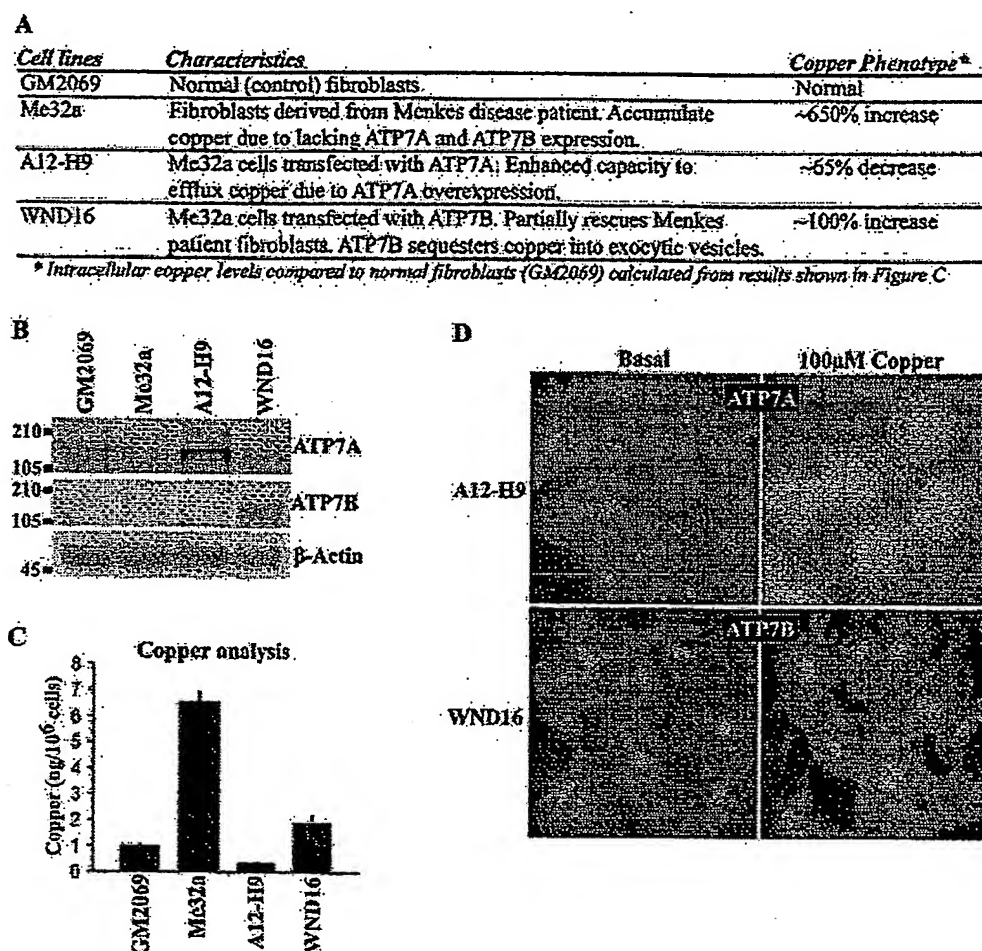 A
Cell lines Characteristics Copper Phenotype*
GM2069 Normal (control) fibroblasts. Normal
Me32a Fibroblasts derived from Menkes disease patient. Accumulate ~650% increase
copper due to lacking ATP7A and ATP7B expression.
A12-H9 Me32a cells transfected with ATP7A: Enhanced capacity to ~65% decrease
efflux copper due to ATP7A overexpression.
WND16 Me32a cells transfected with ATP7B. Partially rescues Menkes ~100% increase
patient fibroblasts. ATP7B sequesters copper into exocytic vesicles.
* Intracellular copper levels compared to normal fibroblasts (GM2069) calculated from results shown in Figure C
B
GM2069
Me32a
A12-H9
WND16
210
ATP7A
105
210
ATP7B
105
β-Actin
45
C
Copper analysis
Copper (ng/10⁶ cells)
8
7
6
5
4
3
2
1
0
GM2069
Me32a
A12-H9
WND16
D
Basal 100μM Copper
ATP7A
A12-H9
ATP7B
WND16